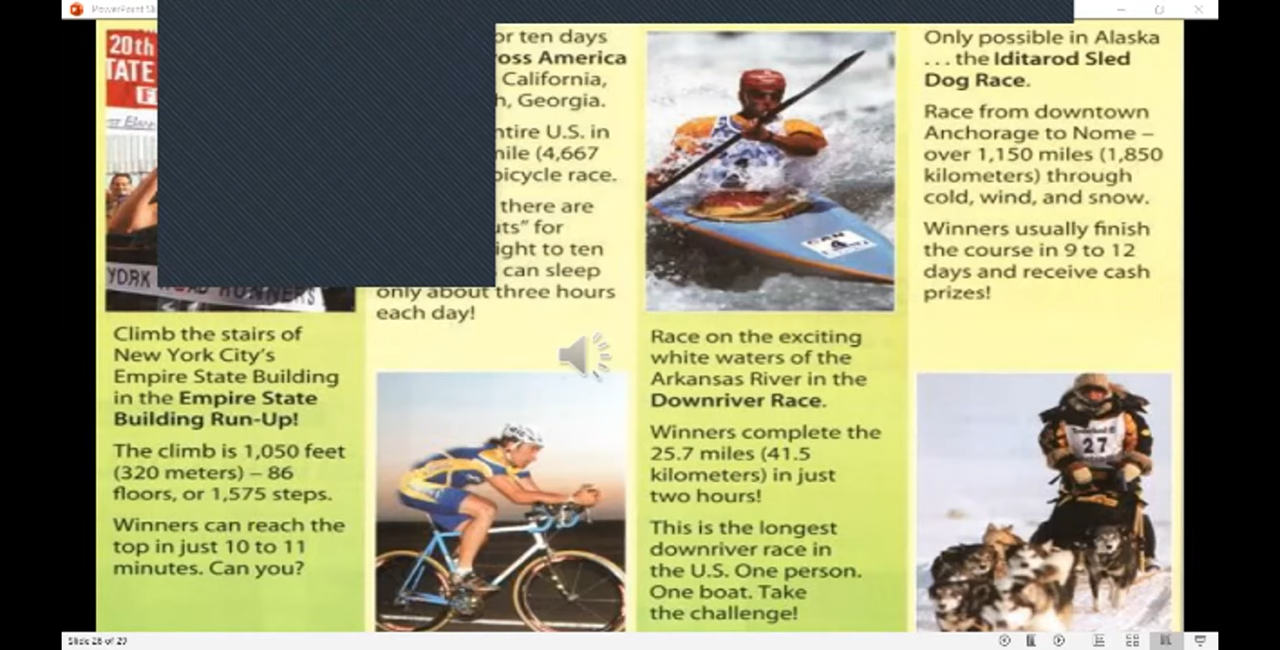 PowerPoint Sl
20th
TATE
YORK ROAD RUNNERS
Climb the stairs of
New York City's
Empire State Building
in the Empire State
Building Run-Up!
The climb is 1,050 feet
(320 meters) – 86
floors, or 1,575 steps.
Winners can reach the
top in just 10 to 11
minutes. Can you?
or ten days
oss America
California,
h, Georgia.
ntire U.S. in
ile (4,667
bicycle race.
there are
uts" for
ight to ten
can sleep
only about three hours
each day!
4
Race on the exciting
white waters of the
Arkansas River in the
Downriver Race.
Winners complete the
25.7 miles (41.5
kilometers) in just
two hours!
This is the longest
downriver race in
the U.S. One person.
One boat. Take
the challenge!
Only possible in Alaska
. . . the Iditarod Sled
Dog Race.
Race from downtown
Anchorage to Nome –
over 1,150 miles (1,850
kilometers) through
cold, wind, and snow.
Winners usually finish
the course in 9 to 12
days and receive cash
prizes!
27
Slide 26 of 29